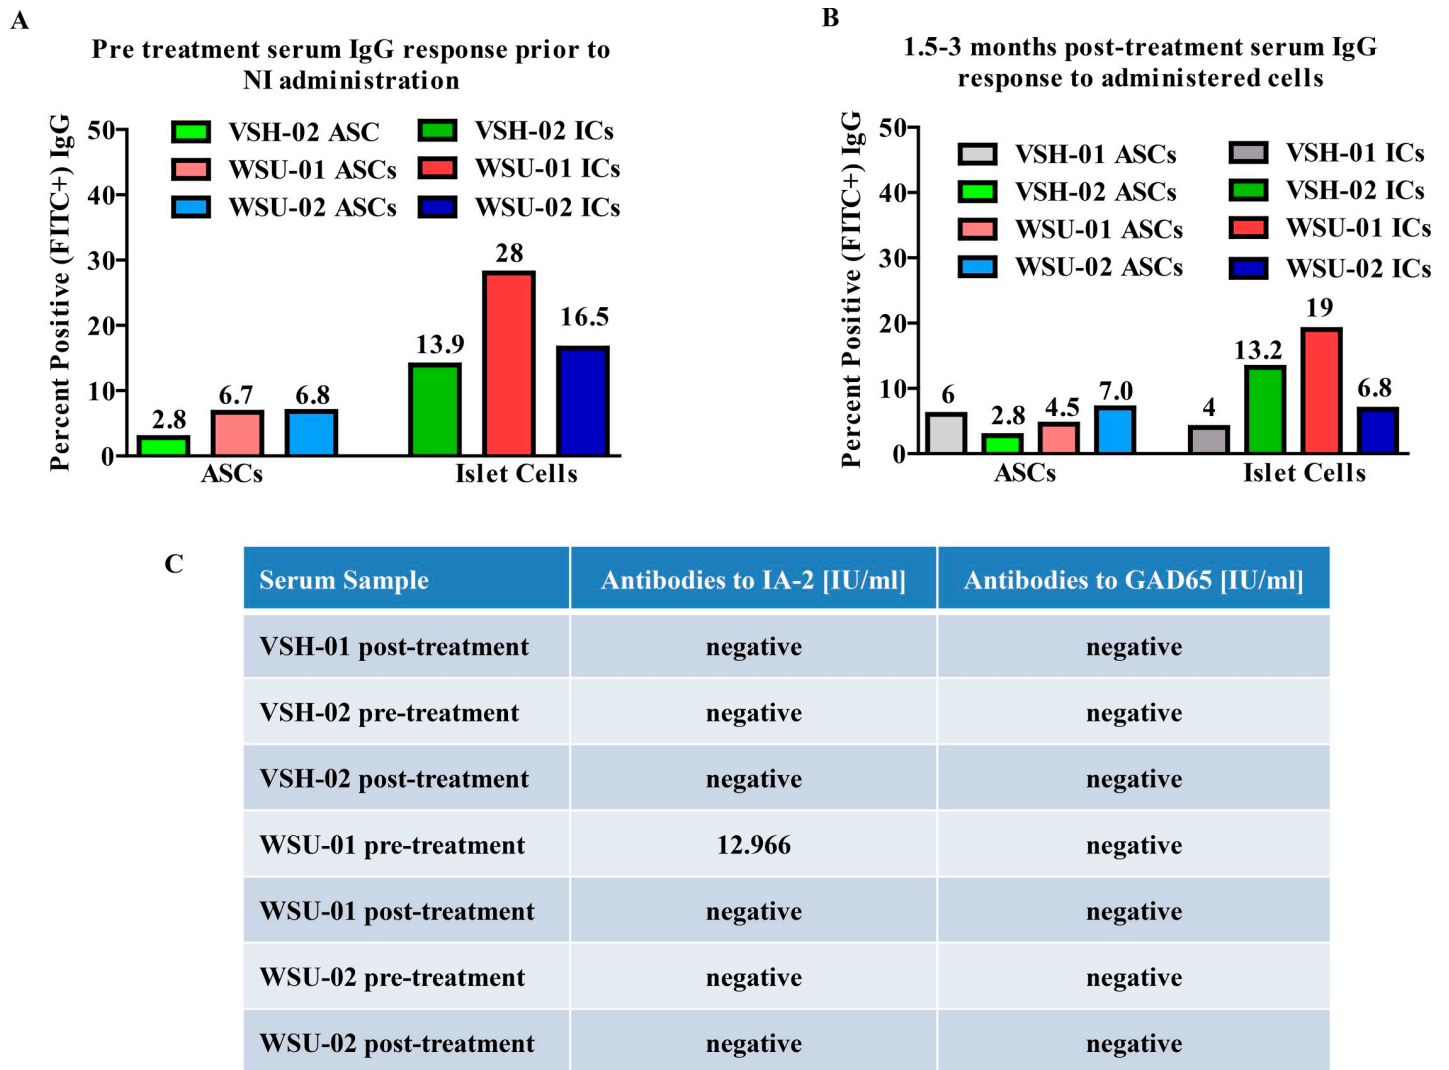 A
Pre treatment serum IgG response prior to
NI administration
Percent Positive (FITC+) IgG
50
40
30
20
10
0
VSH-02 ASC
VSH-02 ICs
WSU-01 ASCs
WSU-01 ICs
WSU-02 ASCs
WSU-02 ICs
2.8
6.7
6.8
13.9
28
16.5
ASCs
Islet Cells
B
1.5-3 months post-treatment serum IgG
response to administered cells
Percent Positive (FITC+) IgG
50
40
30
20
10
0
VSH-01 ASCs
VSH-01 ICs
VSH-02 ASCs
VSH-02 ICs
WSU-01 ASCs
WSU-01 ICs
WSU-02 ASCs
WSU-02 ICs
6
2.8
4.5
7.0
4
13.2
19
6.8
ASCs
Islet Cells
C
Serum Sample Antibodies to IA-2 [IU/ml] Antibodies to GAD65 [IU/ml]
VSH-01 post-treatment negative negative
VSH-02 pre-treatment negative negative
VSH-02 post-treatment negative negative
WSU-01 pre-treatment 12.966 negative
WSU-01 post-treatment negative negative
WSU-02 pre-treatment negative negative
WSU-02 post-treatment negative negative